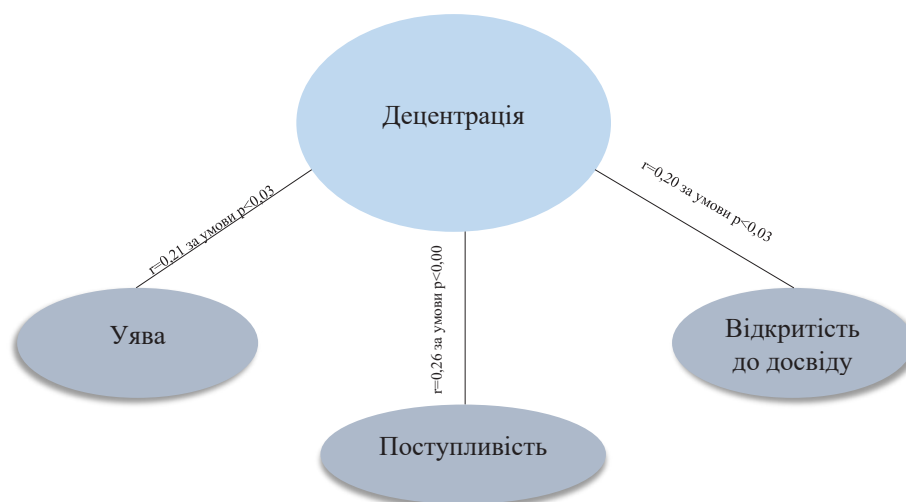 Децентрація
r=0,21 за умови p<0,03
r=0,26 за умови p<0,00
r=0,20 за умови p<0,03
Уява
Поступливість
Відкритість
до досвіду